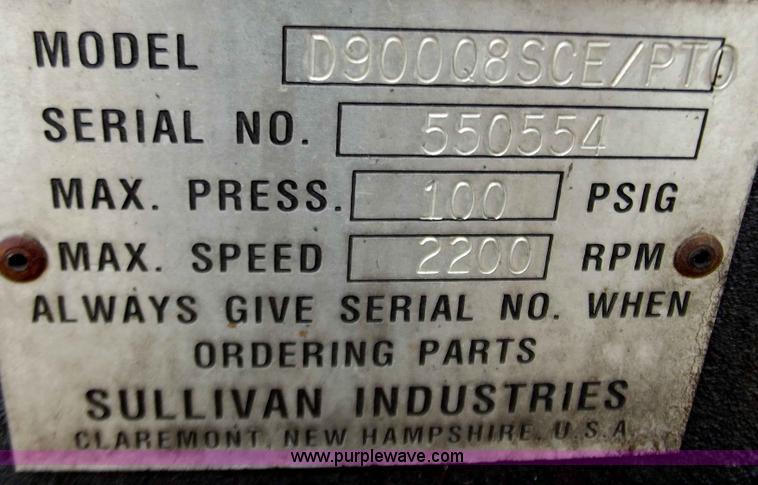 MODEL D900Q8SCE/PTO
SERIAL NO. 550554
MAX. PRESS. 100 PSIG
MAX. SPEED 2200 RPM
ALWAYS GIVE SERIAL NO. WHEN
ORDERING PARTS
SULLIVAN INDUSTRIES
CLAREMONT, NEW HAMPSHIRE, U.S.A.
www.purplewave.com